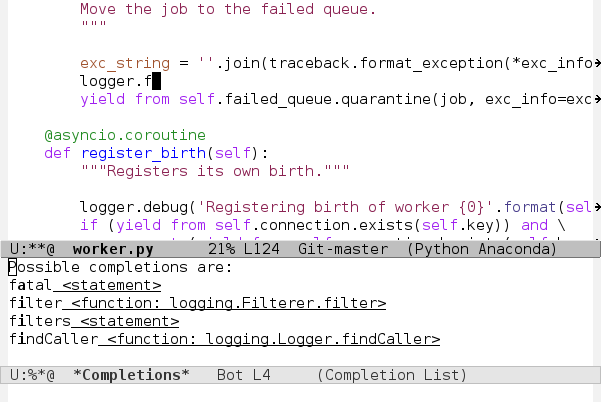 Move the job to the failed queue.
"""
exc_string = ''.join(traceback.format_exception(*exc_info
logger.f
yield from self.failed_queue.quarantine(job, exc_info=exc
@asyncio.coroutine
def register_birth(self):
"""Registers its own birth."""
logger.debug('Registering birth of worker {0}'.format(sel
if (yield from self.connection.exists(self.key)) and \
U:**@ worker.py 21% L124 Git-master (Python Anaconda)
Possible completions are:
fatal <statement>
filter <function: logging.Filterer.filter>
filters <statement>
findCaller <function: logging.Logger.findCaller>
U:%*@ *Completions* Bot L4 (Completion List)